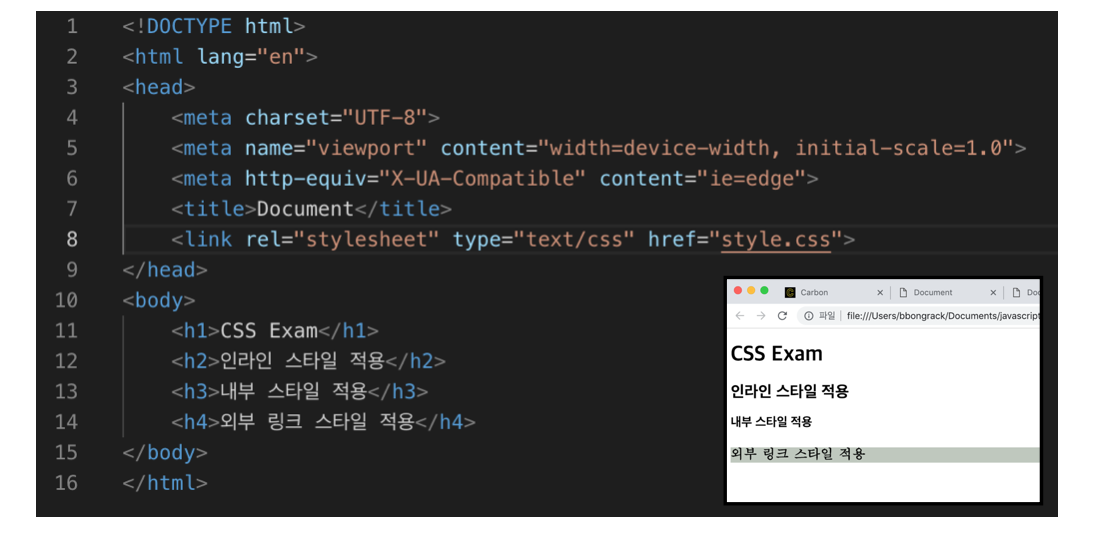 1 <!DOCTYPE html>
2 <html lang="en">
3 <head>
4 <meta charset="UTF-8">
5 <meta name="viewport" content="width=device-width, initial-scale=1.0">
6 <meta http-equiv="X-UA-Compatible" content="ie=edge">
7 <title>Document</title>
8 <link rel="stylesheet" type="text/css" href="style.css">
9 </head>
10 <body>
11 <h1>CSS Exam</h1>
12 <h2>인라인 스타일 적용</h2>
13 <h3>내부 스타일 적용</h3>
14 <h4>외부 링크 스타일 적용</h4>
15 </body>
16 </html>
Carbon Document Doc
파일 file:///Users/bbongrack/Documents/javascript
CSS Exam
인라인 스타일 적용
내부 스타일 적용
외부 링크 스타일 적용